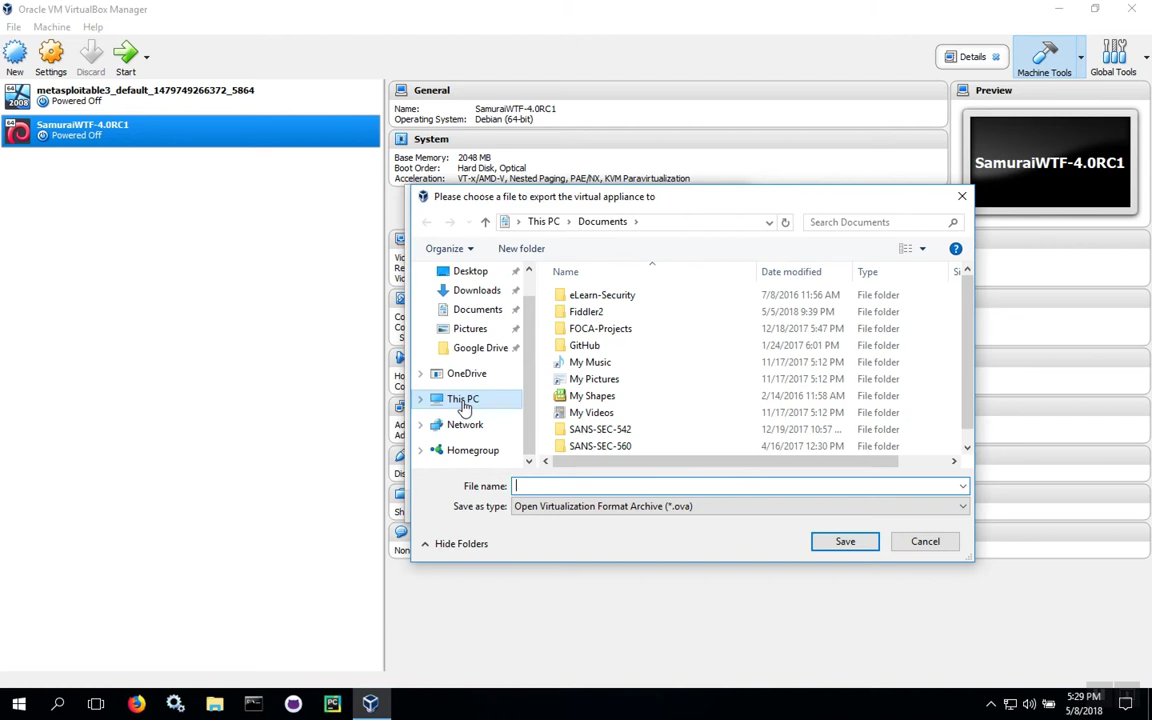 Oracle VM VirtualBox Manager
File Machine Help
New Settings Discard Start
Details Machine Tools Global Tools
64 2008 metasploitable3_default_1479749266372_5864
Powered Off
64 SamuraiWTF-4.0RC1
Powered Off
General
Name: SamuraiWTF-4.0RC1
Operating System: Debian (64-bit)
System
Base Memory: 2048 MB
Boot Order: Hard Disk, Optical
Acceleration: VT-x/AMD-V, Nested Paging, PAE/NX, KVM Paravirtualization
Preview
SamuraiWTF-4.0RC1
Please choose a file to export the virtual appliance to
This PC Documents
Search Documents
Organize New folder
Desktop
Downloads
Documents
Pictures
Google Drive
OneDrive
This PC
Network
Homegroup
Name Date modified Type Si
eLearn-Security 7/8/2016 11:56 AM File folder
Fiddler2 5/5/2018 9:39 PM File folder
FOCA-Projects 12/18/2017 5:47 PM File folder
GitHub 1/24/2017 6:01 PM File folder
My Music 11/17/2017 5:12 PM File folder
My Pictures 11/17/2017 5:12 PM File folder
My Shapes 2/14/2016 11:58 AM File folder
My Videos 11/17/2017 5:12 PM File folder
SANS-SEC-542 12/19/2017 10:57 ... File folder
SANS-SEC-560 4/16/2017 12:30 PM File folder
File name:
Save as type: Open Virtualization Format Archive (*.ova)
Hide Folders
Save Cancel
5:29 PM
5/8/2018